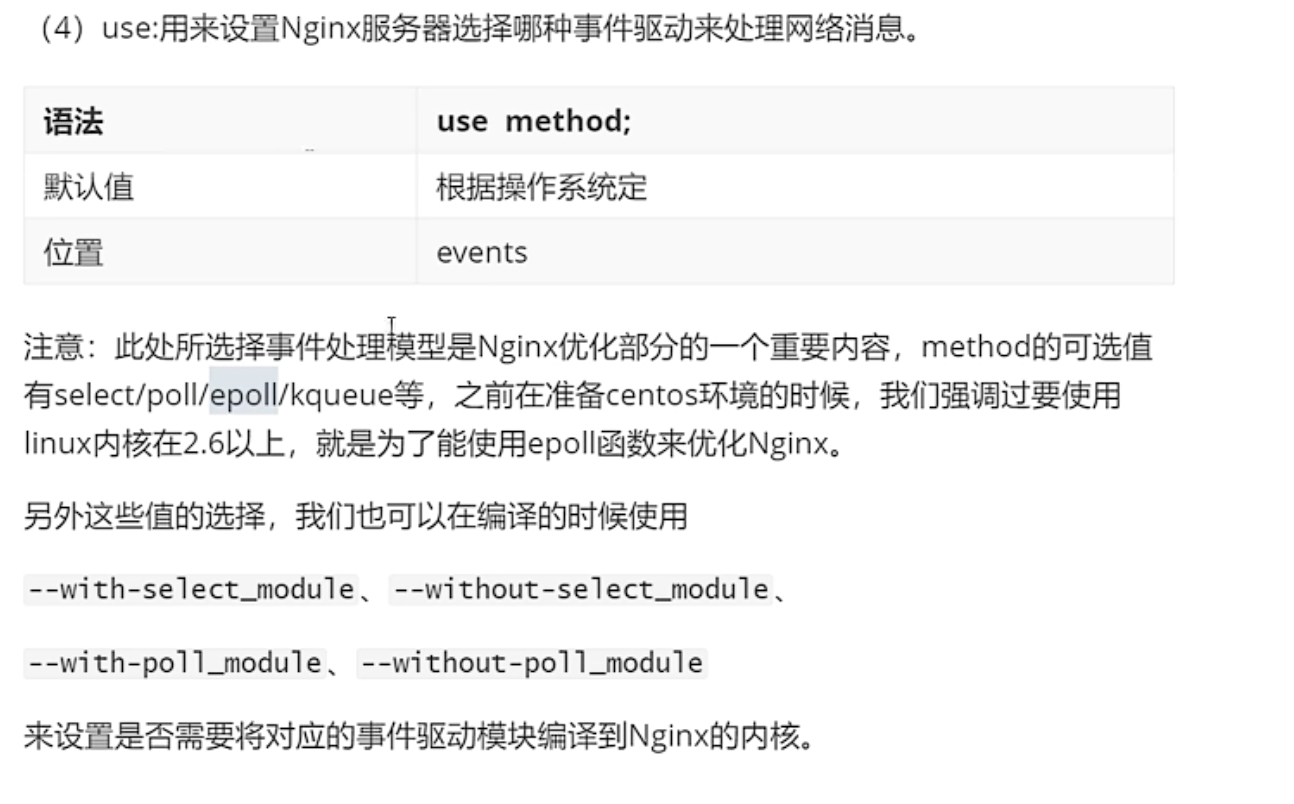 （4）use:用来设置Nginx服务器选择哪种事件驱动来处理网络消息。
语法 use method;
默认值 根据操作系统定
位置 events
注意：此处所选择事件处理模型是Nginx优化部分的一个重要内容，method的可选值
有select/poll/epoll/kqueue等，之前在准备centos环境的时候，我们强调过要使用
linux内核在2.6以上，就是为了能使用epoll函数来优化Nginx。
另外这些值的选择，我们也可以在编译的时候使用
--with-select_module、--without-select_module、
--with-poll_module、--without-poll_module
来设置是否需要将对应的事件驱动模块编译到Nginx的内核。